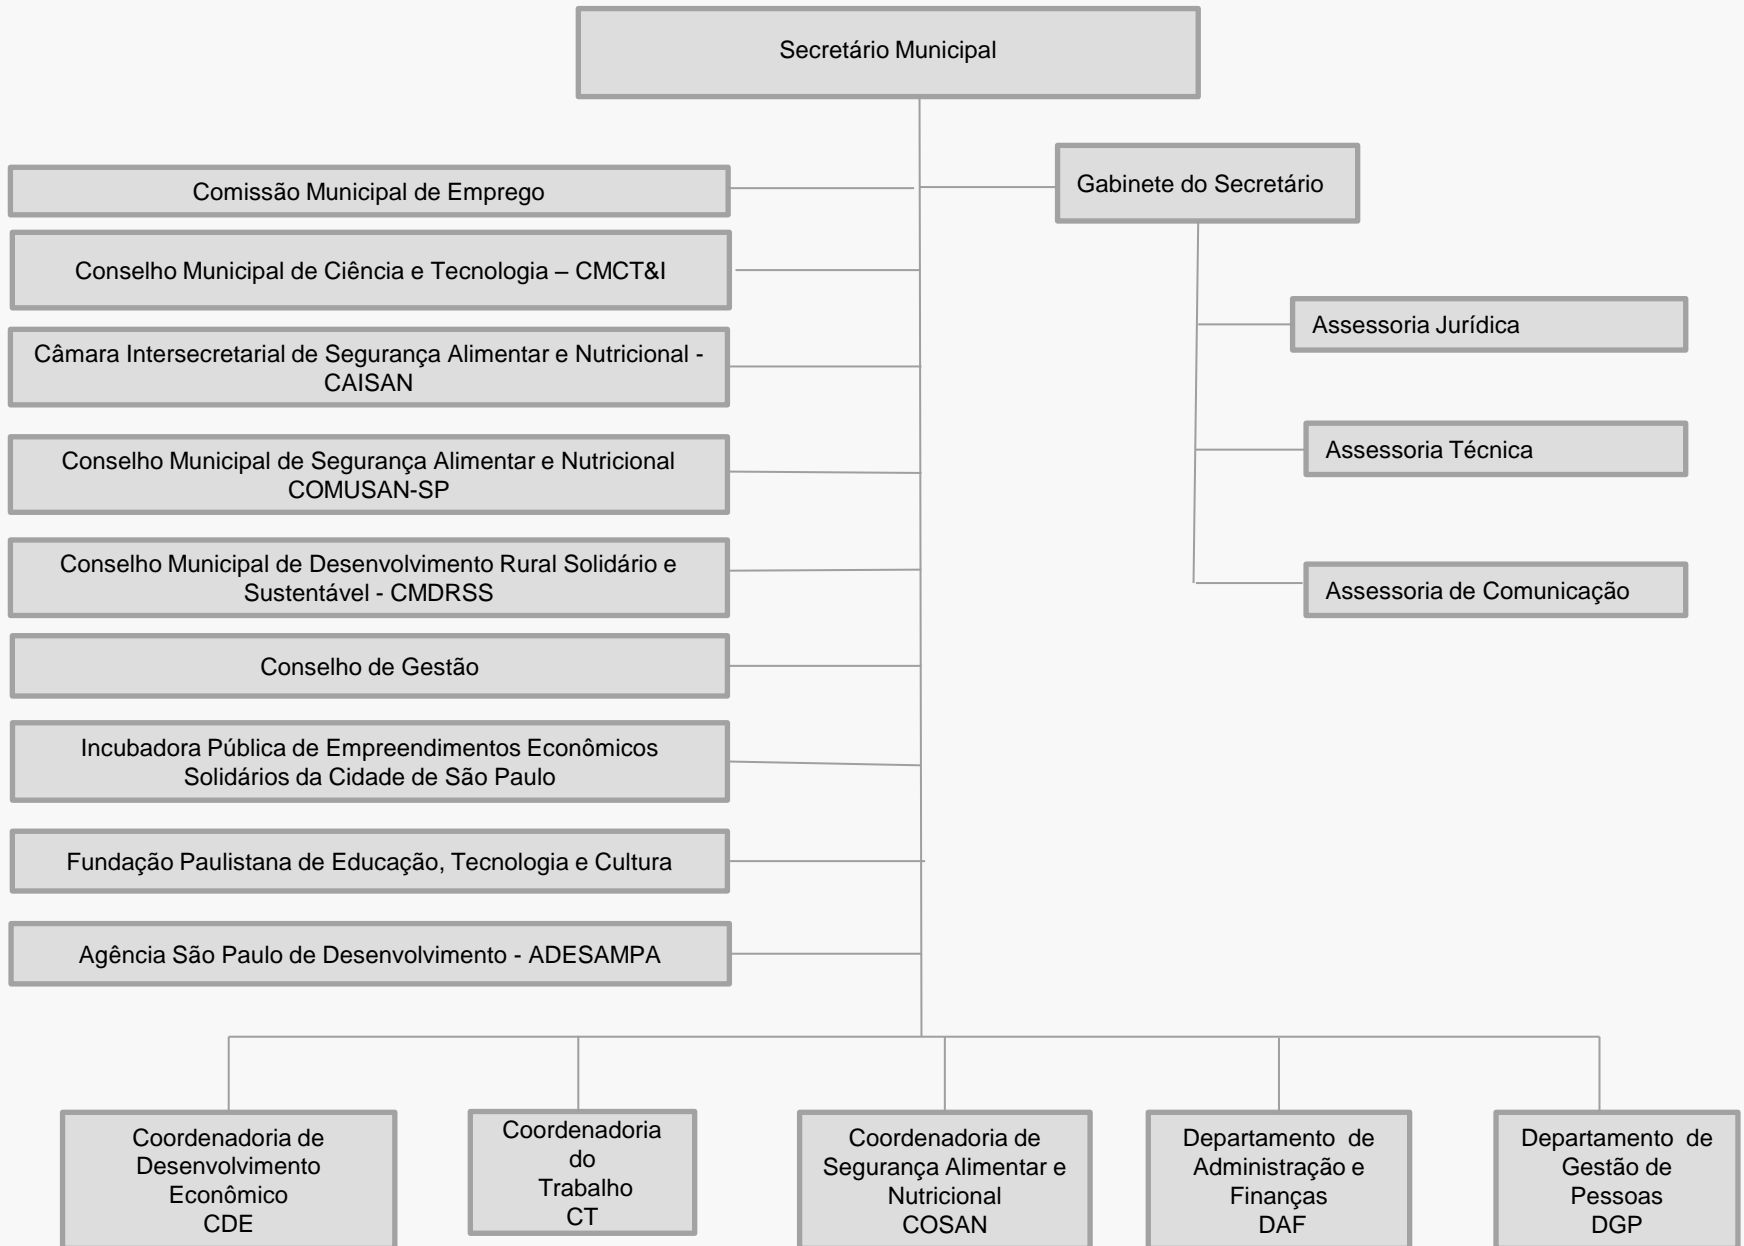 Secretário Municipal
Gabinete do Secretário
Comissão Municipal de Emprego
Conselho Municipal de Ciência e Tecnologia – CMCT&I
Câmara Intersecretarial de Segurança Alimentar e Nutricional -
CAISAN
Conselho Municipal de Segurança Alimentar e Nutricional
COMUSAN-SP
Conselho Municipal de Desenvolvimento Rural Solidário e
Sustentável - CMDRSS
Conselho de Gestão
Incubadora Pública de Empreendimentos Econômicos
Solidários da Cidade de São Paulo
Fundação Paulistana de Educação, Tecnologia e Cultura
Agência São Paulo de Desenvolvimento - ADESAMPA
Assessoria Jurídica
Assessoria Técnica
Assessoria de Comunicação
Coordenadoria de
Desenvolvimento
Econômico
CDE
Coordenadoria
do
Trabalho
CT
Coordenadoria de
Segurança Alimentar e
Nutricional
COSAN
Departamento de
Administração e
Finanças
DAF
Departamento de
Gestão de
Pessoas
DGP